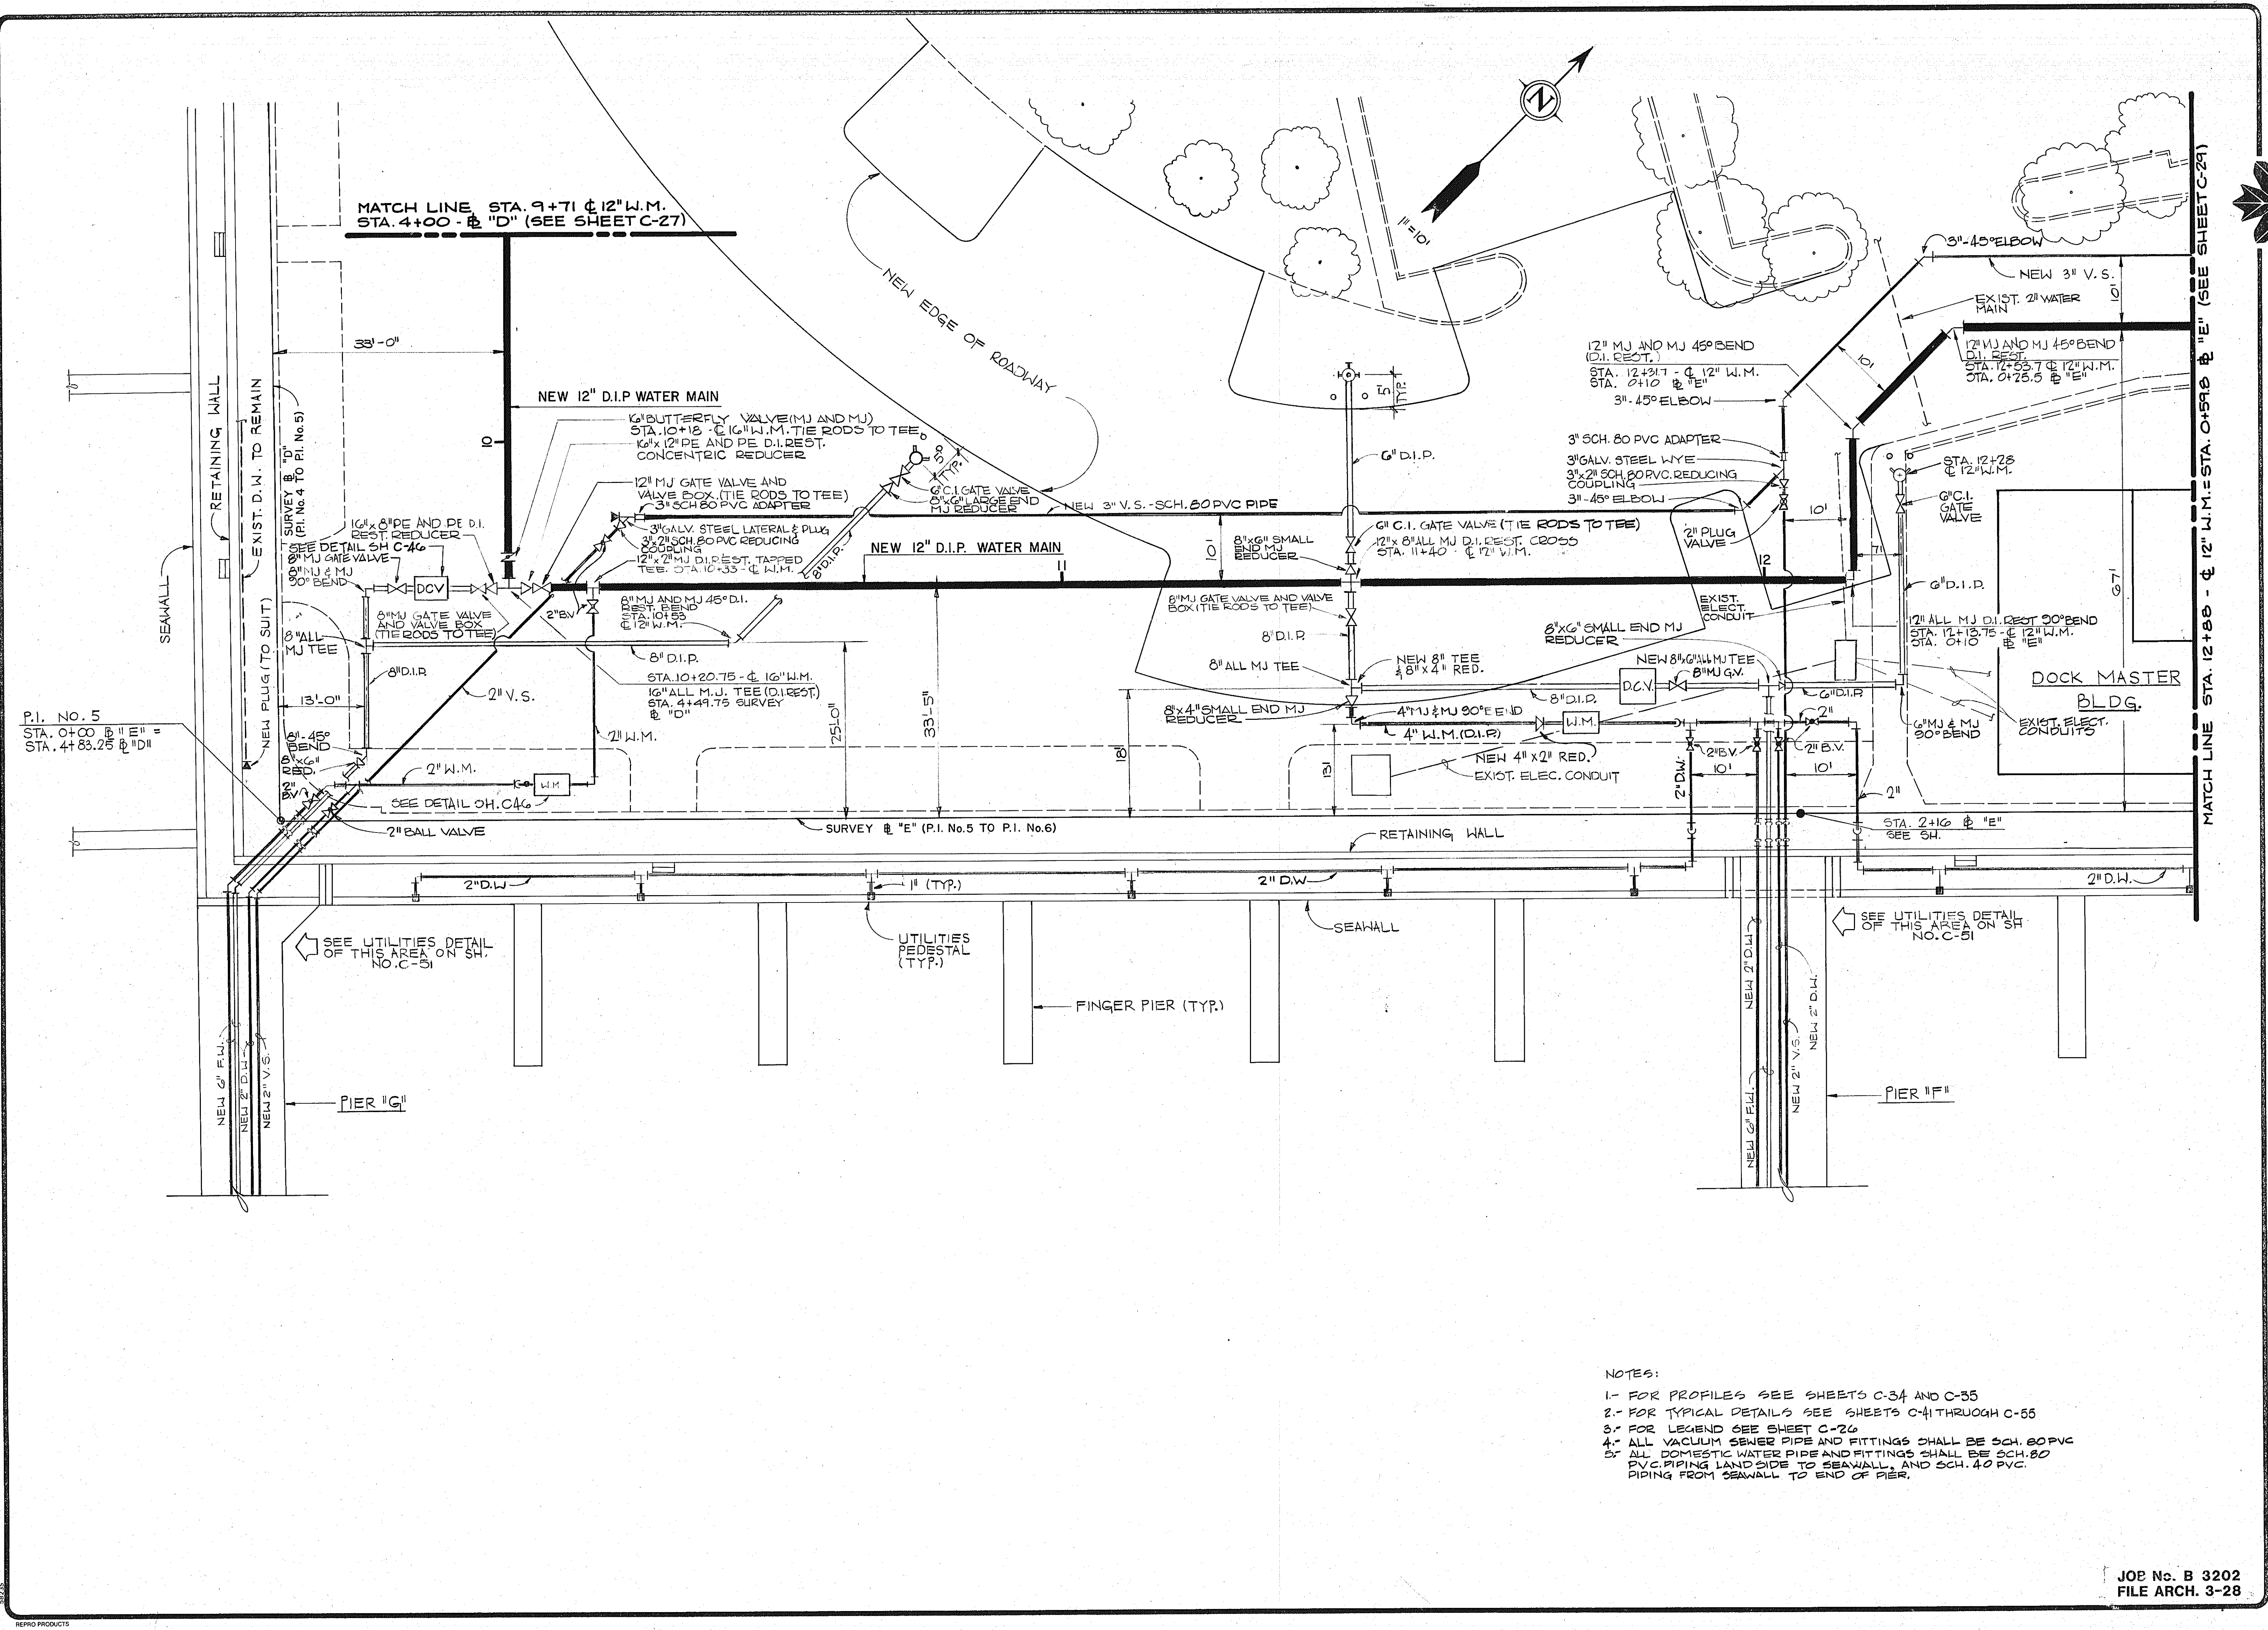 MATCH LINE STA. 9+71 ℄ 12" W.M.
STA. 4+00 - ℄ "D" (SEE SHEET C-27)
33'-0"
RETAINING WALL
EXIST. D.W. TO REMAIN
SURVEY ℄ "D"
(P.I. No. 4 TO P.I. No. 5)
NEW PLUG (TO SUIT)
SEAWALL
10
NEW 12" D.I.P WATER MAIN
16" BUTTERFLY VALVE (MJ AND MJ)
STA. 10+18 - ℄ 16" W.M. TIE RODS TO TEE
16"x 12" PE AND PE D.I. REST.
CONCENTRIC REDUCER
12" MJ GATE VALVE AND
VALVE BOX. (TIE RODS TO TEE)
3" SCH 80 PVC ADAPTER
3" GALV. STEEL LATERAL & PLUG
3"x2" SCH. 80 PVC REDUCING
COUPLING
12"x 2" MJ D.I. REST. TAPPED
TEE. STA. 10+33 - ℄ W.M.
16"x 8" PE AND PE D.I.
REST. REDUCER
SEE DETAIL SH C-46
8" MJ GATE VALVE
8" MJ & MJ
90° BEND
DCV
8" MJ GATE VALVE
AND VALVE BOX
(TIE RODS TO TEE)
8" ALL
MJ TEE
8" D.I.P.
13'-0"
2" V.S.
2" B.V.
8" MJ AND MJ 45° D.I.
REST. BEND
STA. 10+53
℄ 12" W.M.
8" D.I.P.
STA. 10+20.75 - ℄ 16" W.M.
16" ALL M.J. TEE (D.I. REST.)
STA. 4+49.75 SURVEY
℄ "D"
2" W.M.
P.I. NO. 5
STA. 0+00 ℄ "E" =
STA. 4+83.25 ℄ "D"
8"-45°
BEND
8"x6"
RED.
2"
B.V.
2" W.M.
W.M
SEE DETAIL SH. C46
2" BALL VALVE
NEW EDGE OF ROADWAY
5'
TYP.
6" C.I. GATE VALVE
8"x6" LARGE END
MJ REDUCER
8" D.I.P.
NEW 3" V.S. - SCH. 80 PVC PIPE
NEW 12" D.I.P. WATER MAIN
11
10'
25'-0"
33'-5"
18'
13'
1"=10'
N
5'
TYP.
6" D.I.P.
8"x6" SMALL
END MJ
REDUCER
6" C.I. GATE VALVE (TIE RODS TO TEE)
12"x 8" ALL MJ D.I. REST. CROSS
STA. 11+40 - ℄ 12" W.M.
8" MJ GATE VALVE AND VALVE
BOX (TIE RODS TO TEE)
8" D.I.P.
8" ALL MJ TEE
NEW 8" TEE
& 8"x 4" RED.
8" D.I.P.
8"x4" SMALL END MJ
REDUCER
4" MJ & MJ 90° BEND
4" W.M. (D.I.P.)
W.M.
NEW 4"x2" RED.
EXIST. ELEC. CONDUIT
8"x6" SMALL END MJ
REDUCER
D.C.V.
NEW 8"x6" ALL MJ TEE
8" MJ G.V.
6" D.I.P.
2"
2" B.V.
2" B.V.
2" D.W.
10'
10'
2"
12" MJ AND MJ 45° BEND
(D.I. REST.)
STA. 12+31.7 - ℄ 12" W.M.
STA. 0+10 ℄ "E"
3"-45° ELBOW
3" SCH. 80 PVC ADAPTER
3" GALV. STEEL WYE
3"x2" SCH. 80 PVC. REDUCING
COUPLING
3"-45° ELBOW
2" PLUG
VALVE
12
10'
7'
EXIST.
ELECT.
CONDUIT
3"-45° ELBOW
NEW 3" V.S.
EXIST. 2" WATER
MAIN
10'
10'
12" MJ AND MJ 45° BEND
D.I. REST.
STA. 12+53.7 ℄ 12" W.M.
STA. 0+25.5 ℄ "E"
STA. 12+28
℄ 12" W.M.
6" C.I.
GATE
VALVE
6" D.I.P.
12" ALL MJ D.I. REST 90° BEND
STA. 12+13.75 - ℄ 12" W.M.
STA. 0+10 ℄ "E"
67'
DOCK MASTER
BLDG.
EXIST. ELECT.
CONDUITS
6" MJ & MJ
90° BEND
STA. 2+16 ℄ "E"
SEE SH.
MATCH LINE STA. 12+88 - ℄ 12" W.M. = STA. 0+59.8 ℄ "E" (SEE SHEET C-29)
SURVEY ℄ "E" (P.I. No. 5 TO P.I. No. 6)
RETAINING WALL
2" D.W.
1" (TYP.)
2" D.W
2" D.W.
SEE UTILITIES DETAIL
OF THIS AREA ON SH.
NO. C-51
UTILITIES
PEDESTAL
(TYP.)
SEAWALL
SEE UTILITIES DETAIL
OF THIS AREA ON SH
NO. C-51
FINGER PIER (TYP.)
NEW 6" F.W.
NEW 2" D.W.
NEW 2" V.S.
PIER "G"
NEW 2" D.W.
NEW 6" F.W.
NEW 2" V.S.
NEW 2" D.W.
PIER "F"
NOTES:
1.- FOR PROFILES SEE SHEETS C-34 AND C-35
2.- FOR TYPICAL DETAILS SEE SHEETS C-41 THRUOGH C-55
3.- FOR LEGEND SEE SHEET C-26
4.- ALL VACUUM SEWER PIPE AND FITTINGS SHALL BE SCH. 80 PVC
5.- ALL DOMESTIC WATER PIPE AND FITTINGS SHALL BE SCH. 80
PVC. PIPING LAND SIDE TO SEAWALL, AND SCH. 40 PVC.
PIPING FROM SEAWALL TO END OF PIER.
JOB No. B 3202
FILE ARCH. 3-28
REPRO PRODUCTS